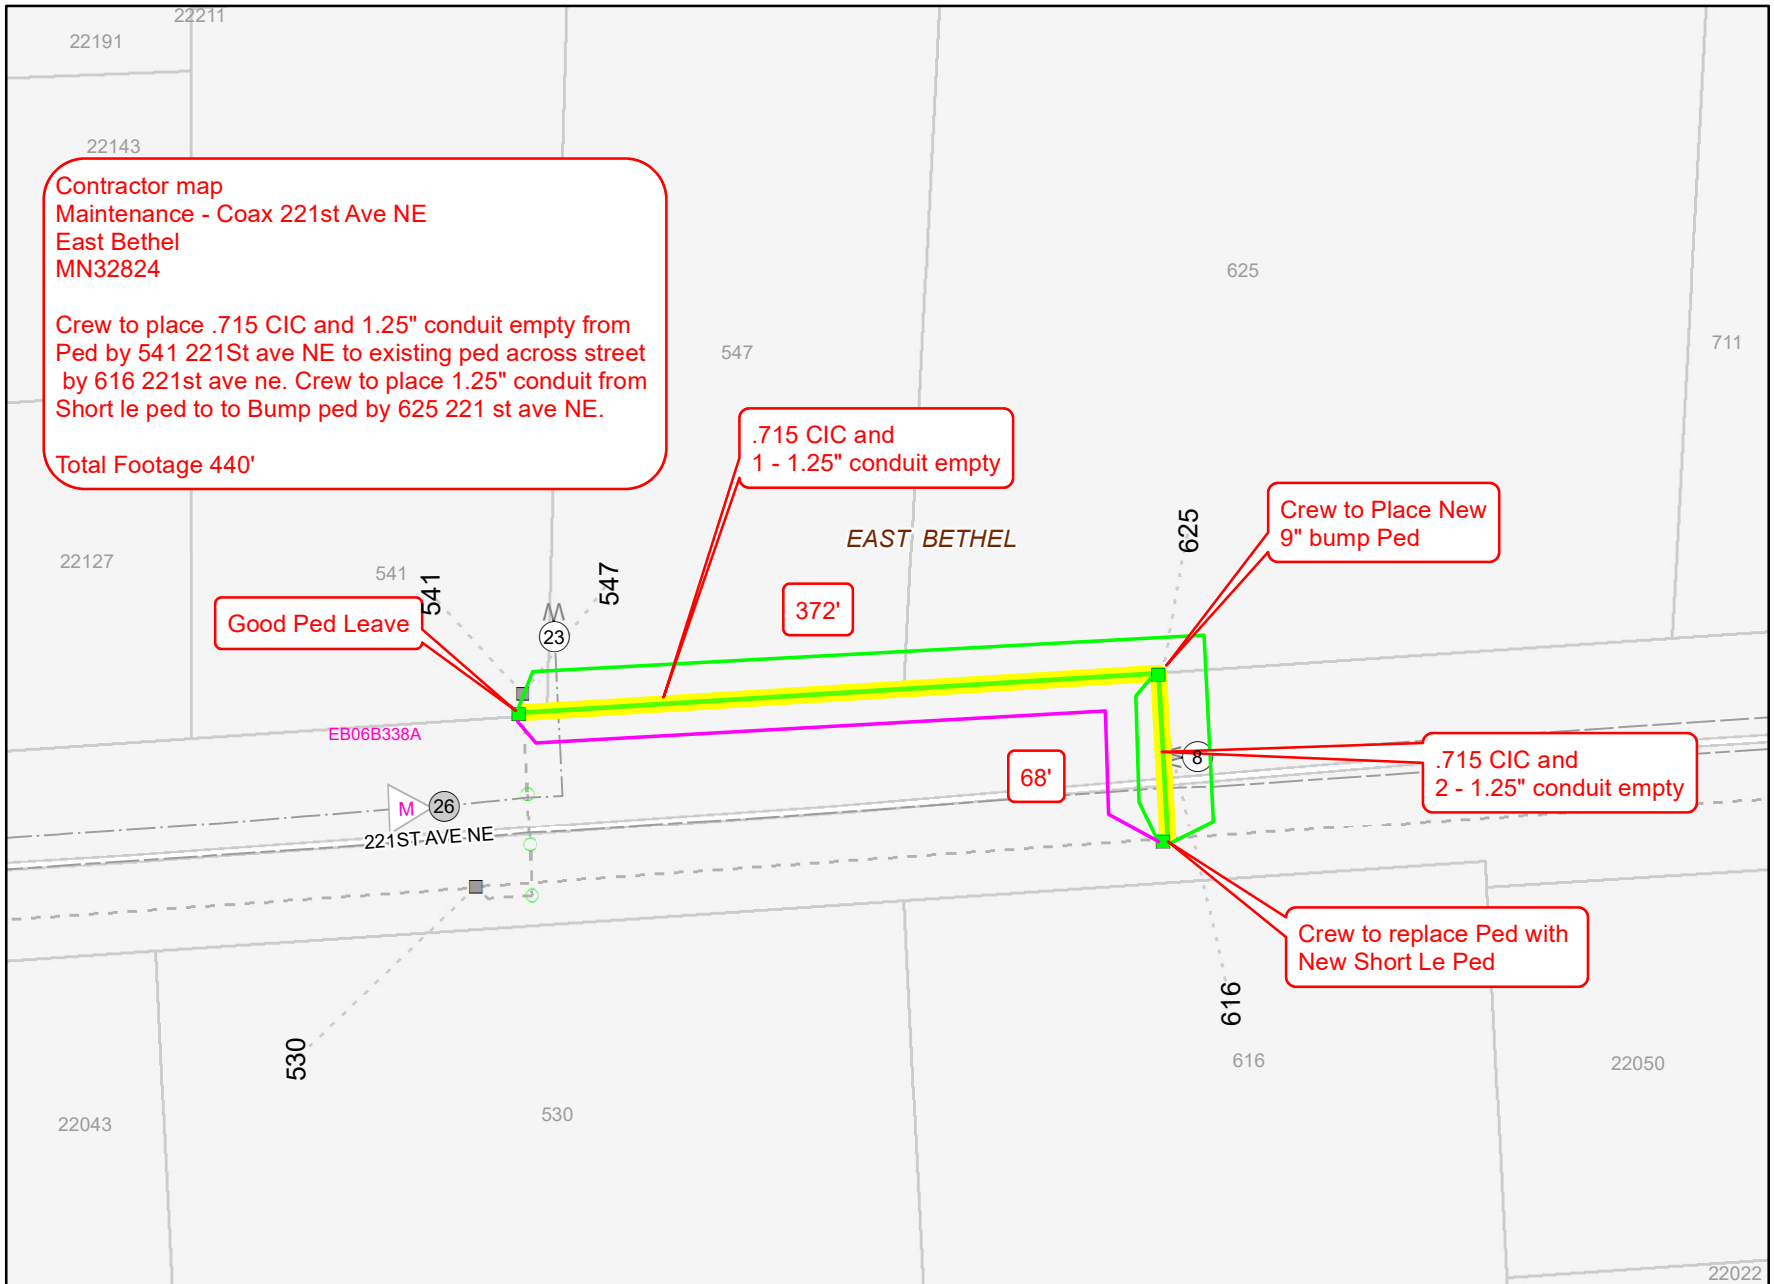 22211
22191
22143
Contractor map
Maintenance - Coax 221st Ave NE
East Bethel
MN32824
Crew to place .715 CIC and 1.25" conduit empty from
Ped by 541 221St ave NE to existing ped across street
by 616 221st ave ne. Crew to place 1.25" conduit from
Short le ped to to Bump ped by 625 221 st ave NE.
Total Footage 440'
625
547
711
.715 CIC and
1 - 1.25" conduit empty
Crew to Place New
9" bump Ped
EAST BETHEL
625
22127
541
541
547
Good Ped Leave
372'
23
EB06B338A
68'
8
.715 CIC and
2 - 1.25" conduit empty
M
26
221ST AVE NE
Crew to replace Ped with
New Short Le Ped
616
530
616
22050
530
22043
22022